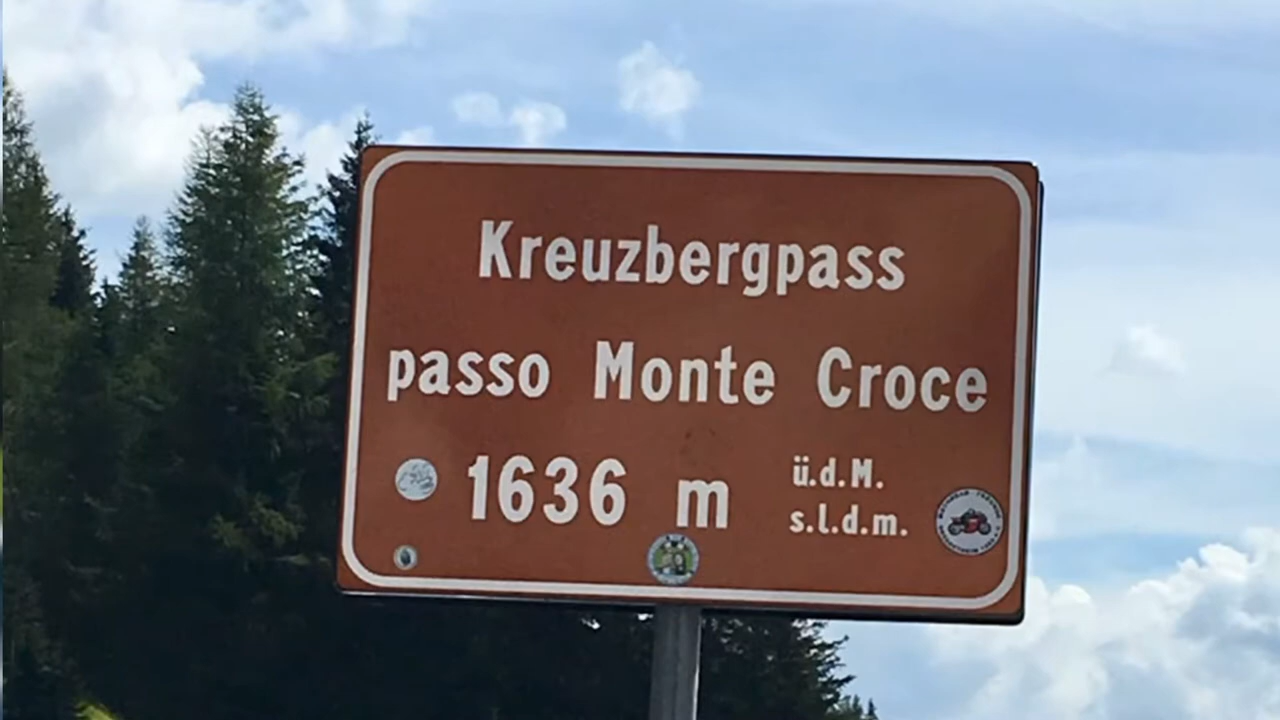 Kreuzbergpass
passo Monte Croce
1636 m
ü.d.M.
s.l.d.m.